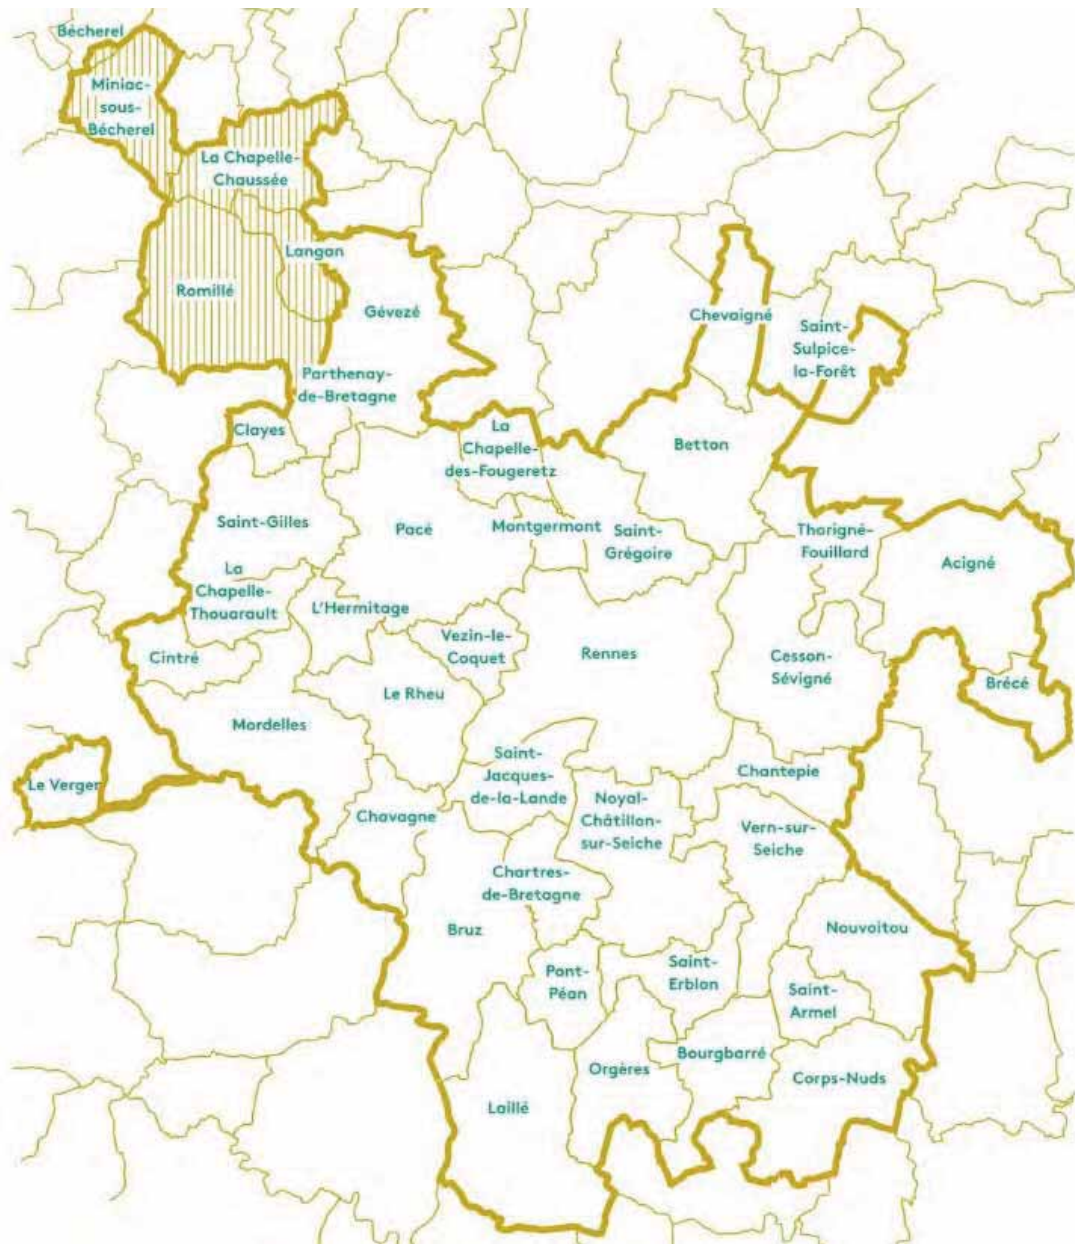 Bécherel
Miniac-
sous-
Bécherel
La Chapelle-
Chaussée
Langan
Romillé
Gévezé
Chevaigné
Saint-
Sulpice-
la-Forêt
Parthenay-
de-Bretagne
Clayes
La
Chapelle-
des-Fougeretz
Betton
Saint-Gilles
Pacé
Montgermont
Saint-
Grégoire
Thorigné-
Fouillard
Acigné
La
Chapelle-
Thouarault
L'Hermitage
Vezin-le-
Coquet
Rennes
Cesson-
Sévigné
Cintré
Le Rheu
Brécé
Mordelles
Le Verger
Saint-
Jacques-
de-la-Lande
Chantepie
Chavagne
Noyal-
Châtillon-
sur-Seiche
Vern-sur-
Seiche
Chartres-
de-Bretagne
Bruz
Nouvoitou
Pont-
Péan
Saint-
Erblon
Saint-
Armel
Orgères
Bourgbarré
Corps-Nuds
Laillé